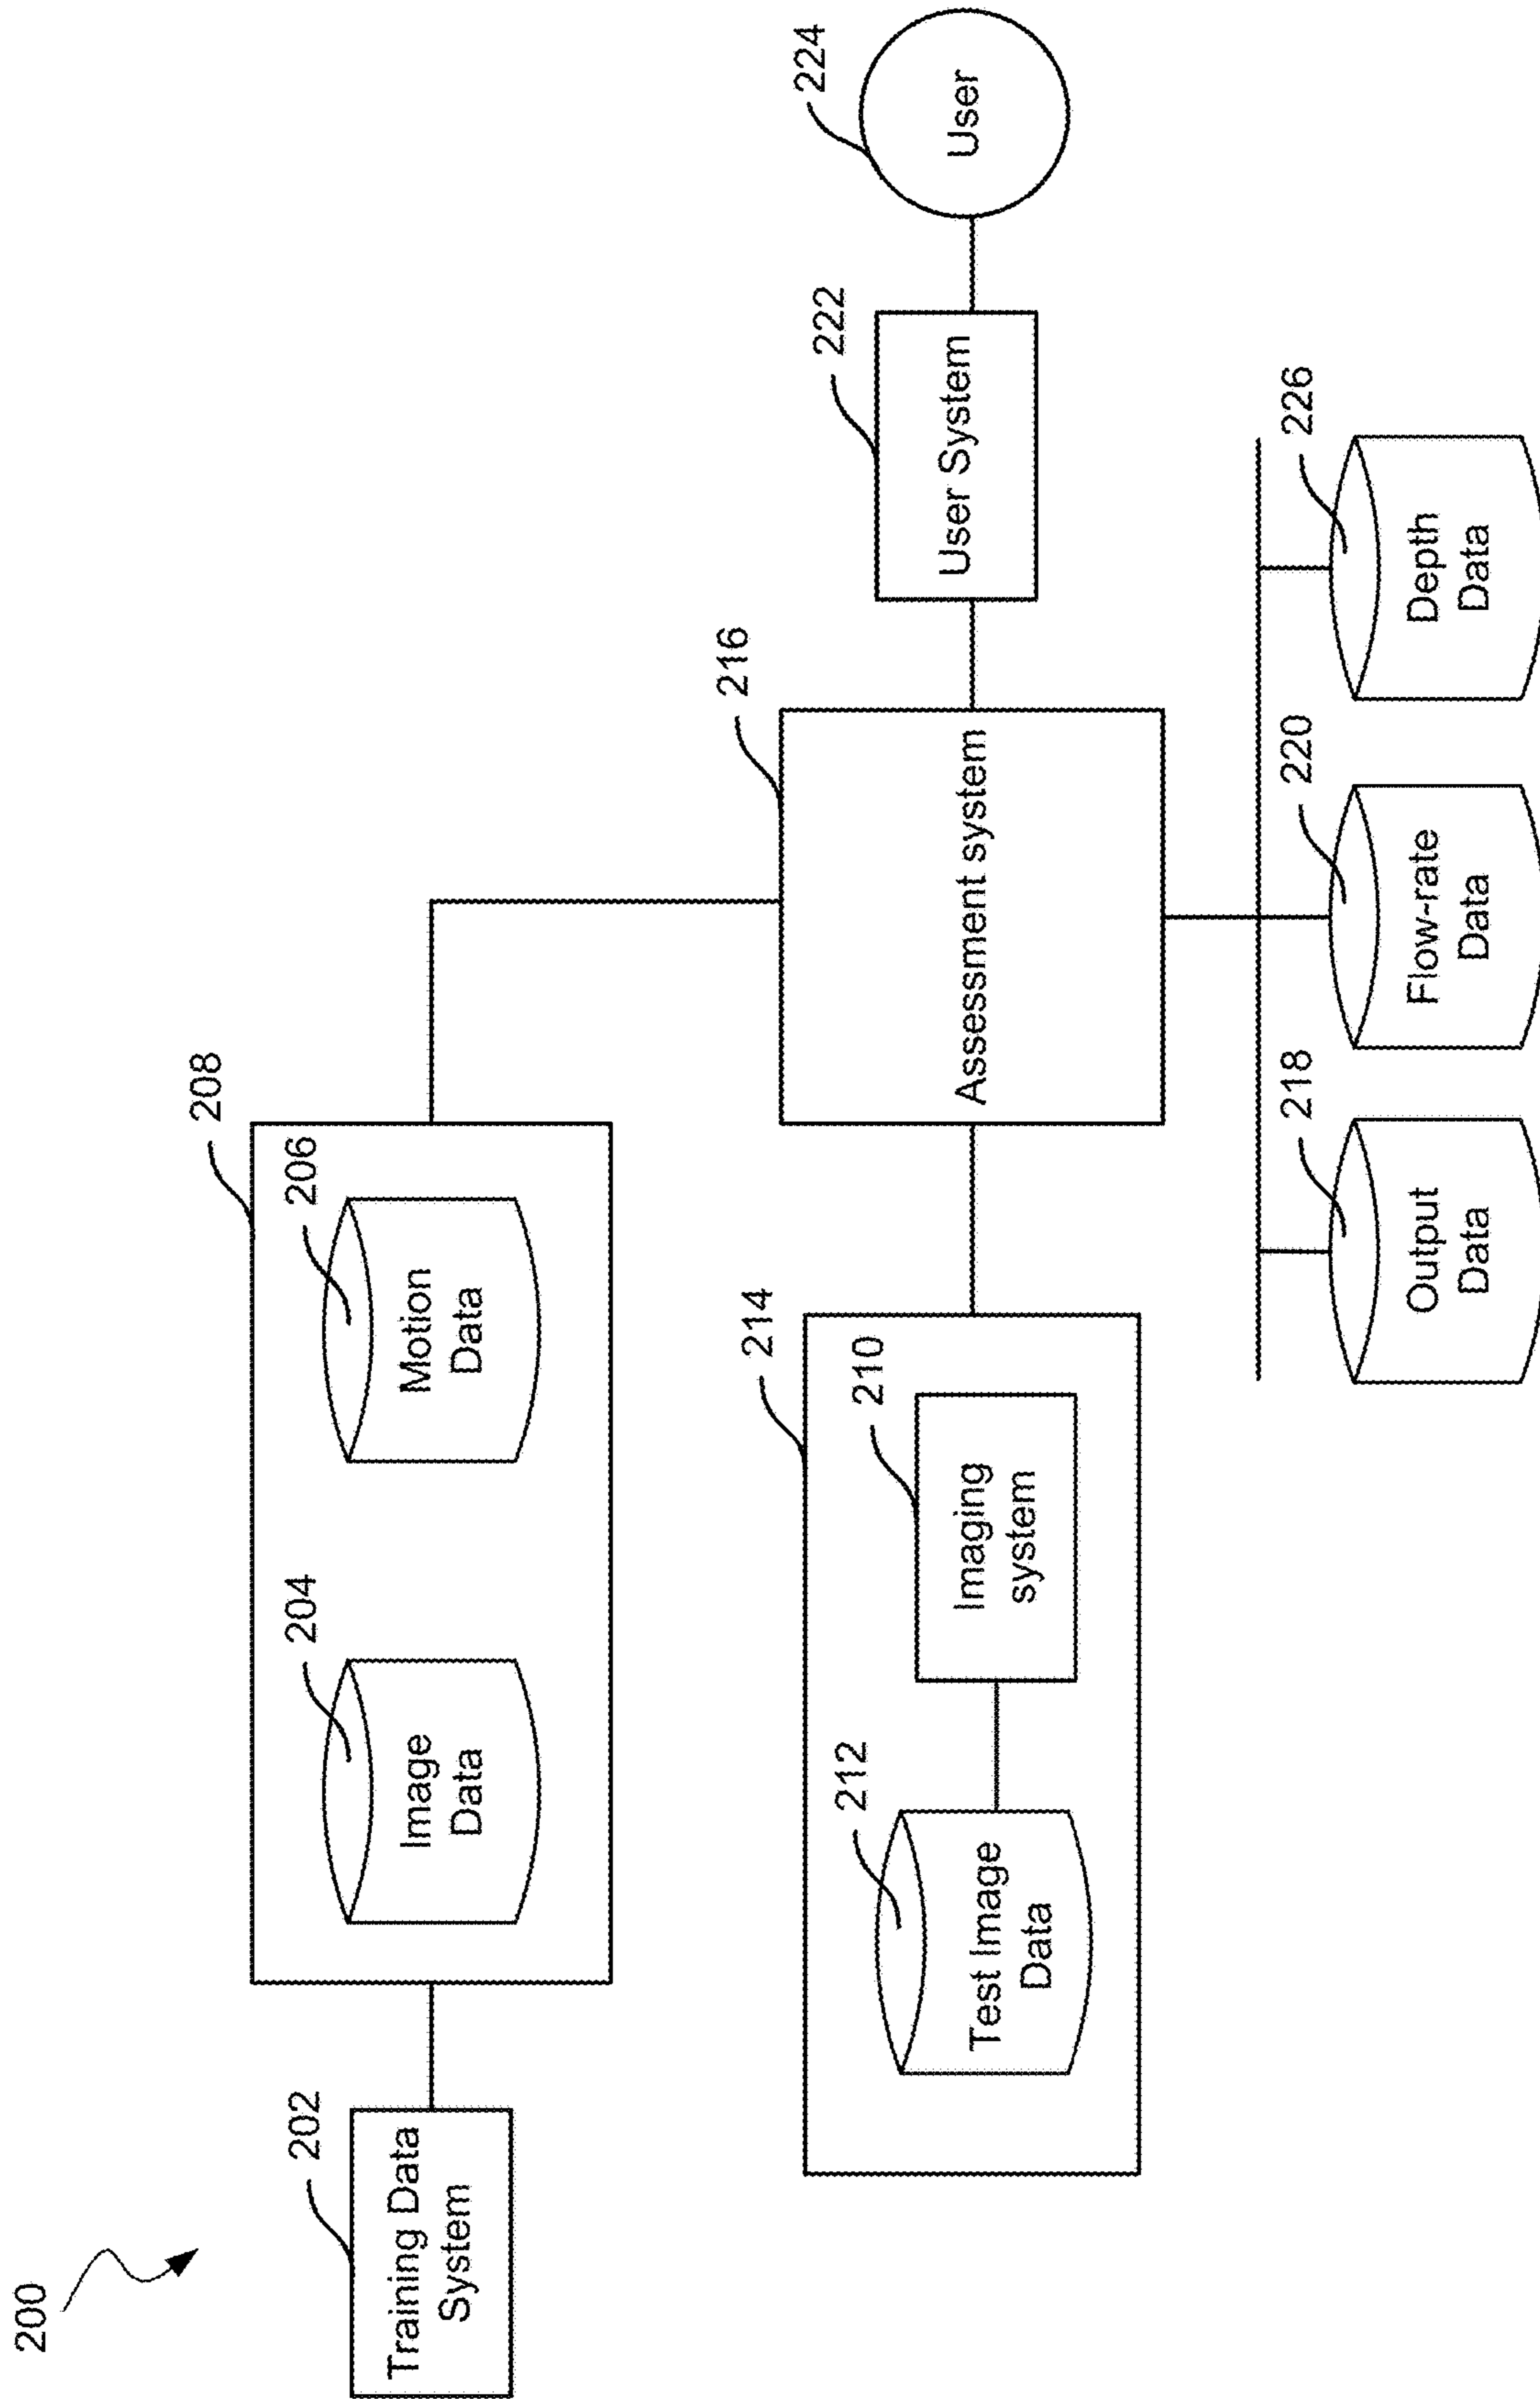 200
202
Training Data
System
208
204
Image
Data
206
Motion
Data
214
212
Test Image
Data
210
Imaging
system
216
Assessment system
222
User System
224
User
218
Output
Data
220
Flow-rate
Data
226
Depth
Data